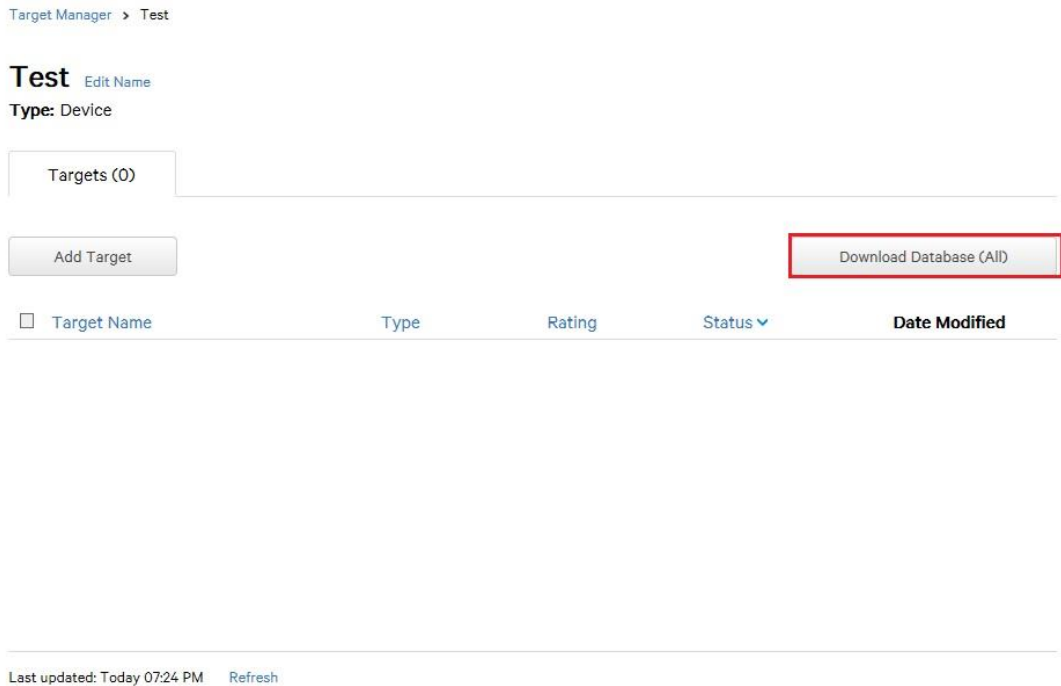 Target Manager > Test
Test Edit Name
Type: Device
Targets (0)
Add Target Download Database (All)
Target Name Type Rating Status Date Modified
Last updated: Today 07:24 PM Refresh